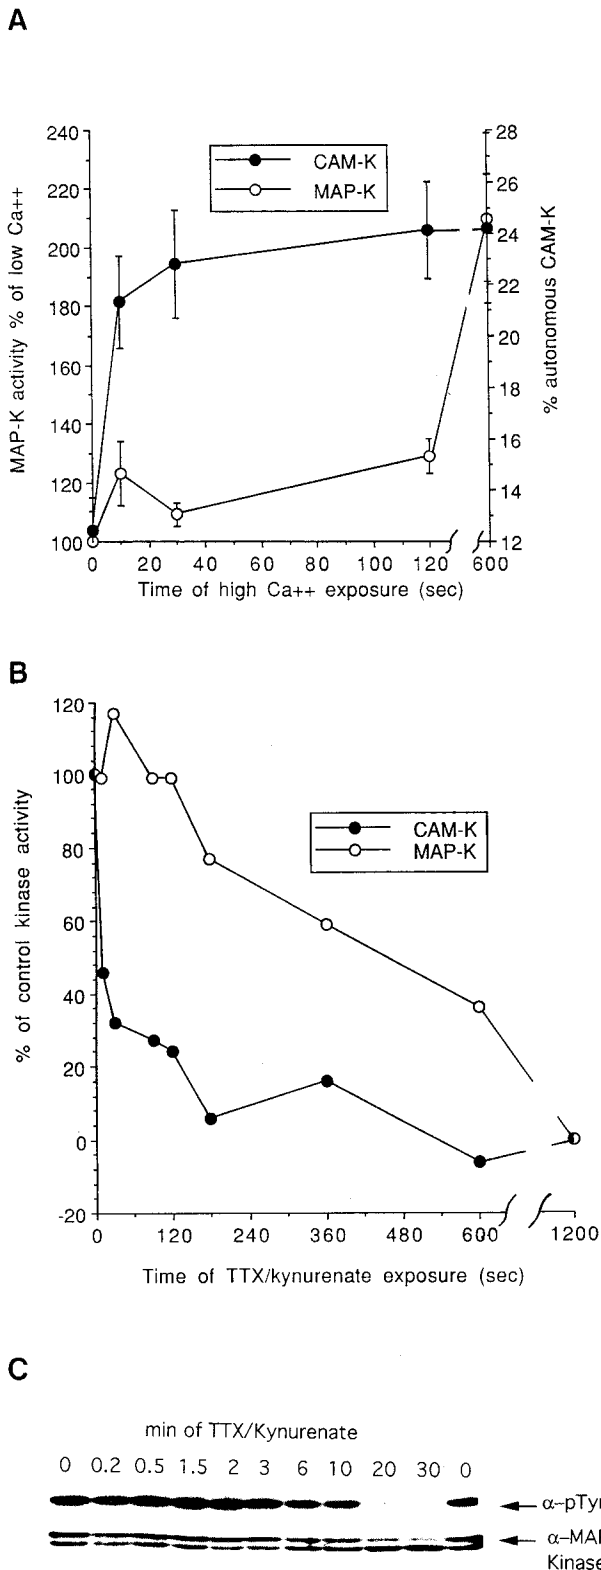 A
240
220
200
180
160
140
120
100
MAP-K activity % of low Ca++
CAM-K
MAP-K
28
26
24
22
20
18
16
14
12
% autonomous CAM-K
0 20 40 60 80 100 120 600
Time of high Ca++ exposure (sec)
B
120
100
80
60
40
20
0
-20
% of control kinase activity
CAM-K
MAP-K
0 120 240 360 480 600 1200
Time of TTX/kynurenate exposure (sec)
C
min of TTX/Kynurenate
0 0.2 0.5 1.5 2 3 6 10 20 30 0
α-pTyr
α-MAP
Kinase